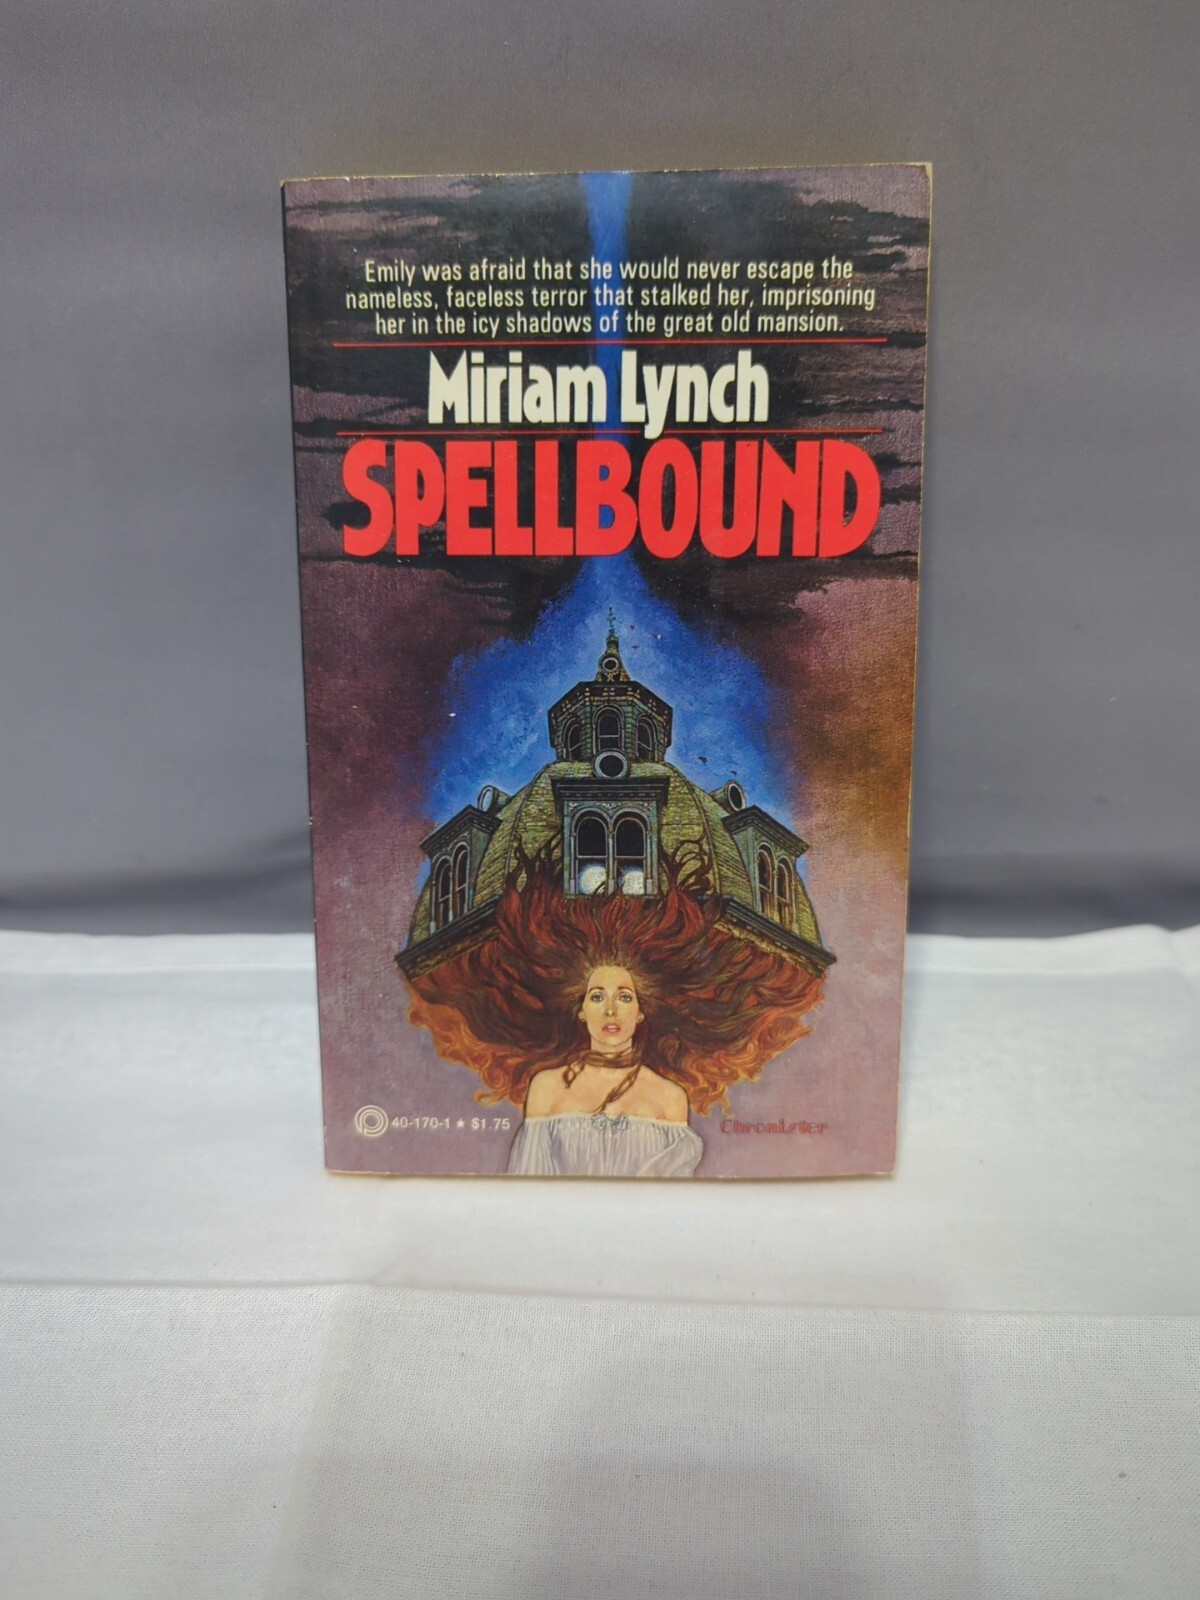 Emily was afraid that she would never escape the
nameless, faceless terror that stalked her, imprisoning
her in the icy shadows of the great old mansion.
Miriam Lynch
SPELLBOUND
40-170-1 ★ $1.75
Chronister